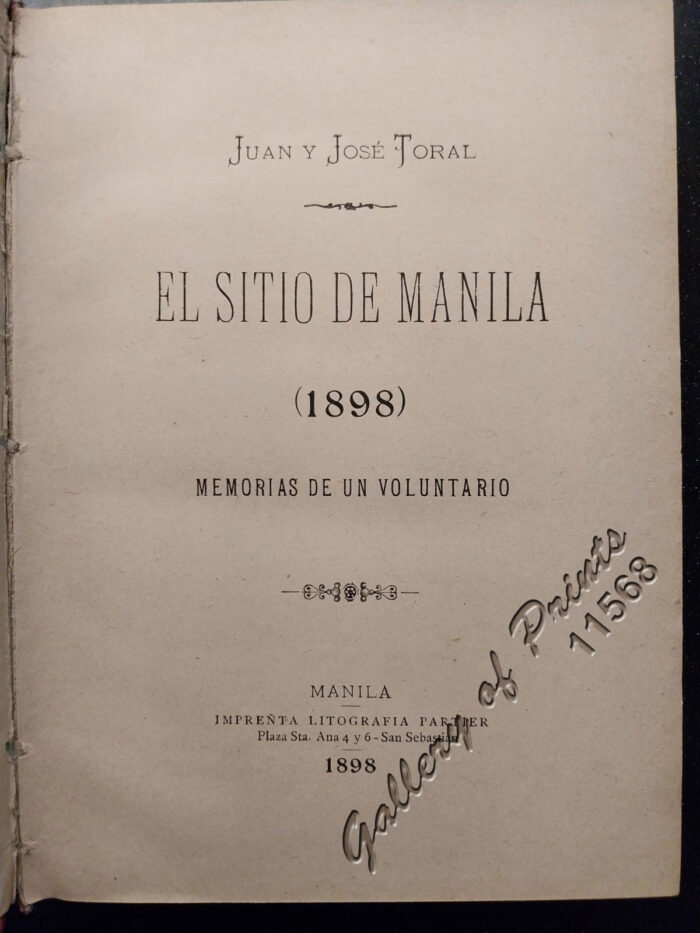 JUAN Y JOSÉ TORAL
EL SITIO DE MANILA
(1898)
MEMORIAS DE UN VOLUNTARIO
MANILA
IMPREÑTA LITOGRAFIA PARTIER
Plaza Sta. Ana 4 y 6 - San Sebastián
1898
Gallery of Prints
11568